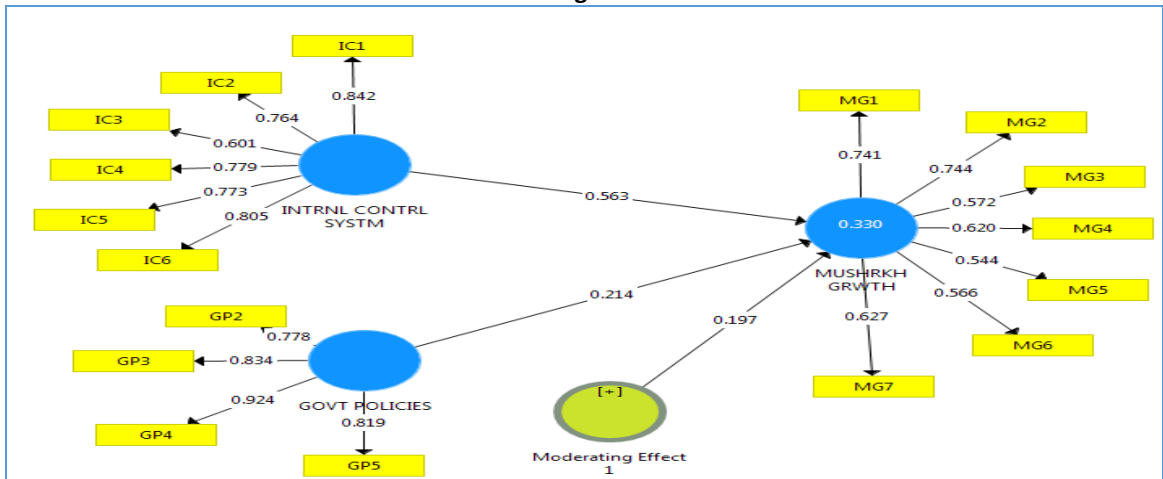 IC1
IC2
IC3
IC4
IC5
IC6
0.842
0.764
0.601
0.779
0.773
0.805
INTRNL CONTRL
SYSTM
GP2
GP3
GP4
GP5
0.778
0.834
0.924
0.819
GOVT POLICIES
0.563
0.214
0.197
[+]
Moderating Effect
1
0.330
MUSHRKH
GRWTH
MG1
MG2
MG3
MG4
MG5
MG6
MG7
0.741
0.744
0.572
0.620
0.544
0.566
0.627